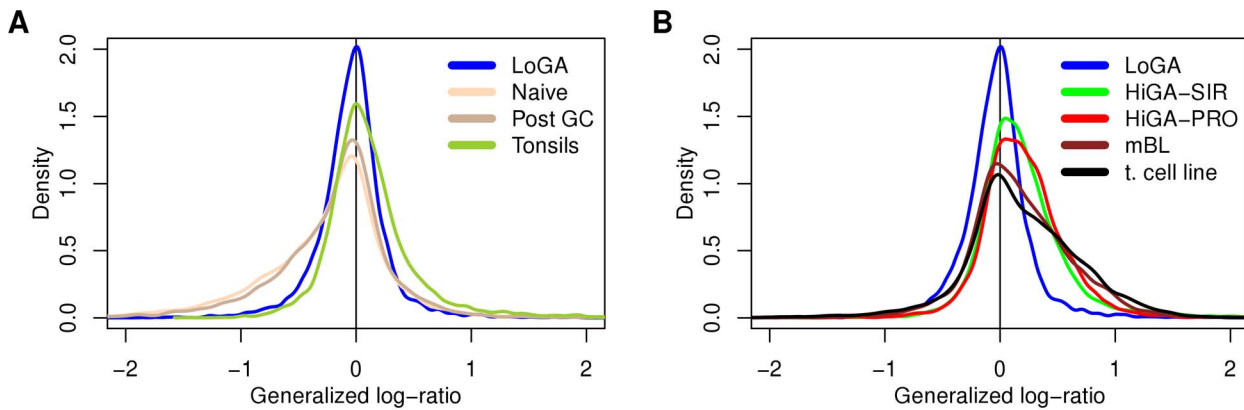 A
Density
0.0
0.5
1.0
1.5
2.0
LoGA
Naive
Post GC
Tonsils
−2
−1
0
1
2
Generalized log−ratio
B
Density
0.0
0.5
1.0
1.5
2.0
LoGA
HiGA−SIR
HiGA−PRO
mBL
t. cell line
−2
−1
0
1
2
Generalized log−ratio